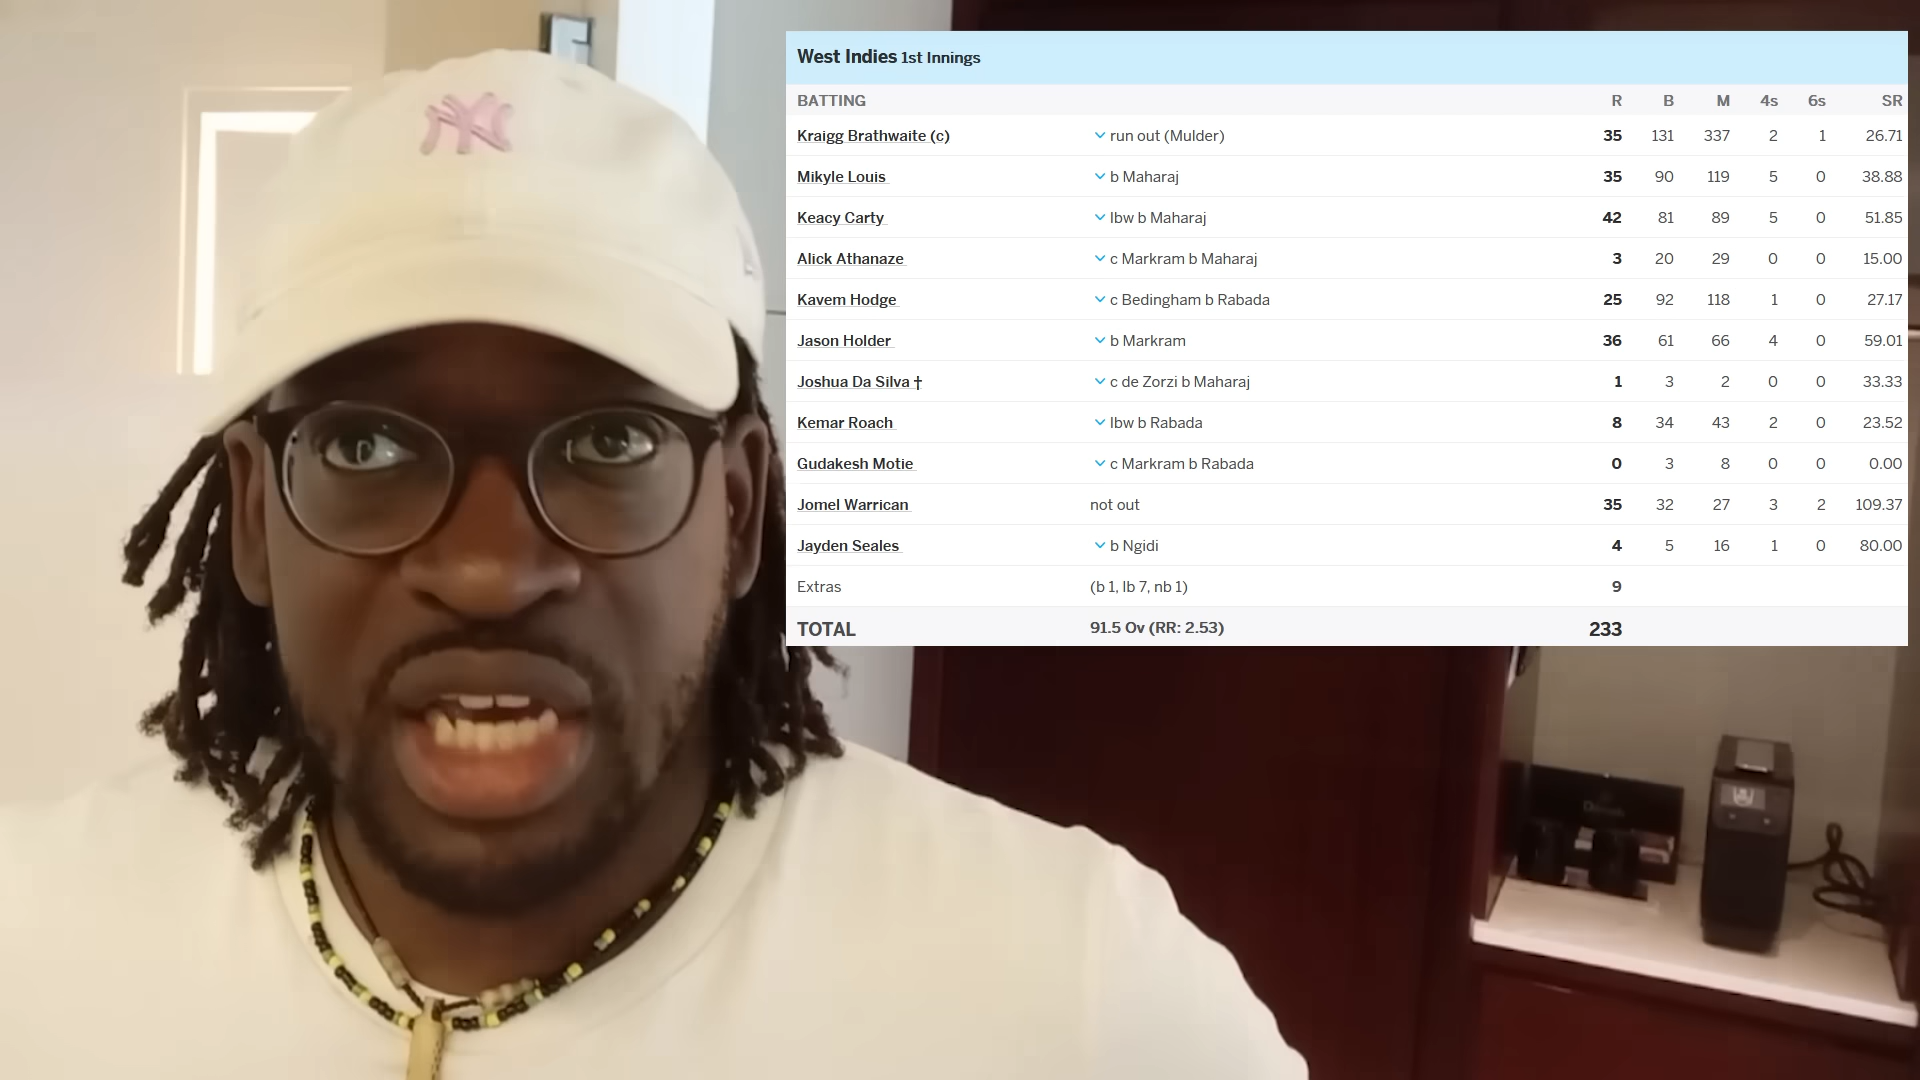 NY
West Indies 1st Innings
BATTING R B M 4s 6s SR
Kraigg Brathwaite (c) run out (Mulder) 35 131 337 2 1 26.71
Mikyle Louis b Maharaj 35 90 119 5 0 38.88
Keacy Carty lbw b Maharaj 42 81 89 5 0 51.85
Alick Athanaze c Markram b Maharaj 3 20 29 0 0 15.00
Kavem Hodge c Bedingham b Rabada 25 92 118 1 0 27.17
Jason Holder b Markram 36 61 66 4 0 59.01
Joshua Da Silva † c de Zorzi b Maharaj 1 3 2 0 0 33.33
Kemar Roach lbw b Rabada 8 34 43 2 0 23.52
Gudakesh Motie c Markram b Rabada 0 3 8 0 0 0.00
Jomel Warrican not out 35 32 27 3 2 109.37
Jayden Seales b Ngidi 4 5 16 1 0 80.00
Extras (b 1, lb 7, nb 1) 9
TOTAL 91.5 Ov (RR: 2.53) 233